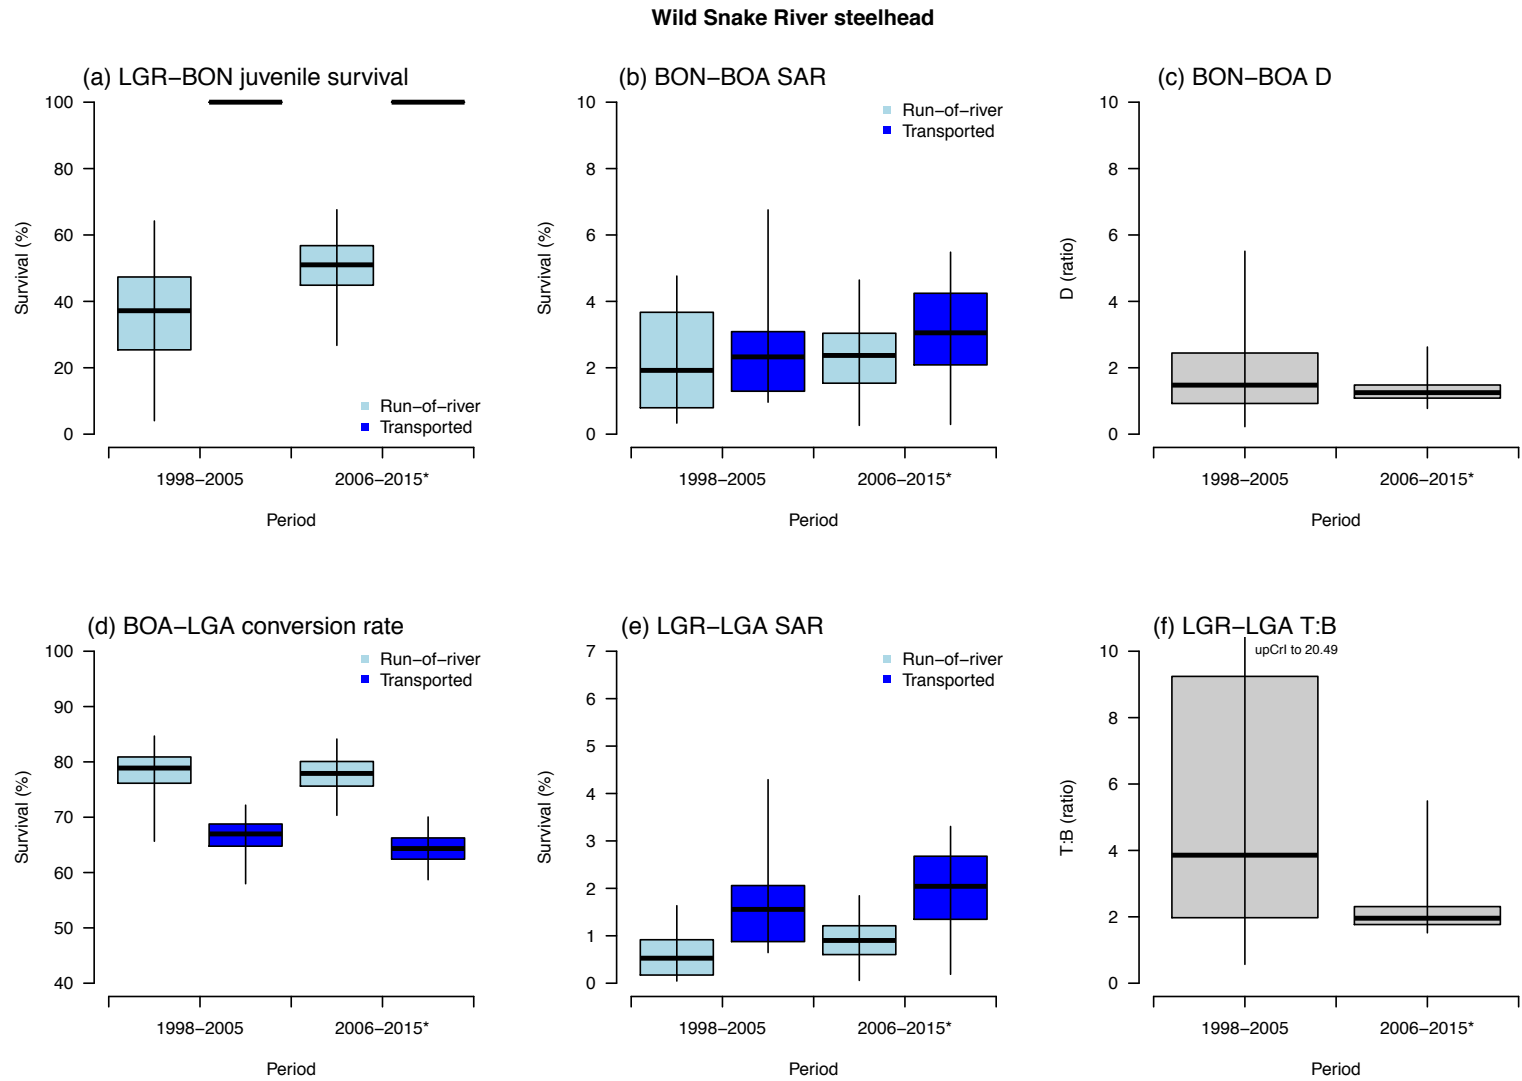 Wild Snake River steelhead
(a) LGR−BON juvenile survival
Survival (%)
100
80
60
40
20
0
Run−of−river
Transported
1998−2005
2006−2015*
Period
(b) BON−BOA SAR
Survival (%)
10
8
6
4
2
0
Run−of−river
Transported
1998−2005
2006−2015*
Period
(c) BON−BOA D
D (ratio)
10
8
6
4
2
0
1998−2005
2006−2015*
Period
(d) BOA−LGA conversion rate
Survival (%)
100
90
80
70
60
50
40
Run−of−river
Transported
1998−2005
2006−2015*
Period
(e) LGR−LGA SAR
Survival (%)
7
6
5
4
3
2
1
0
Run−of−river
Transported
1998−2005
2006−2015*
Period
(f) LGR−LGA T:B
upCrI to 20.49
T:B (ratio)
10
8
6
4
2
0
1998−2005
2006−2015*
Period